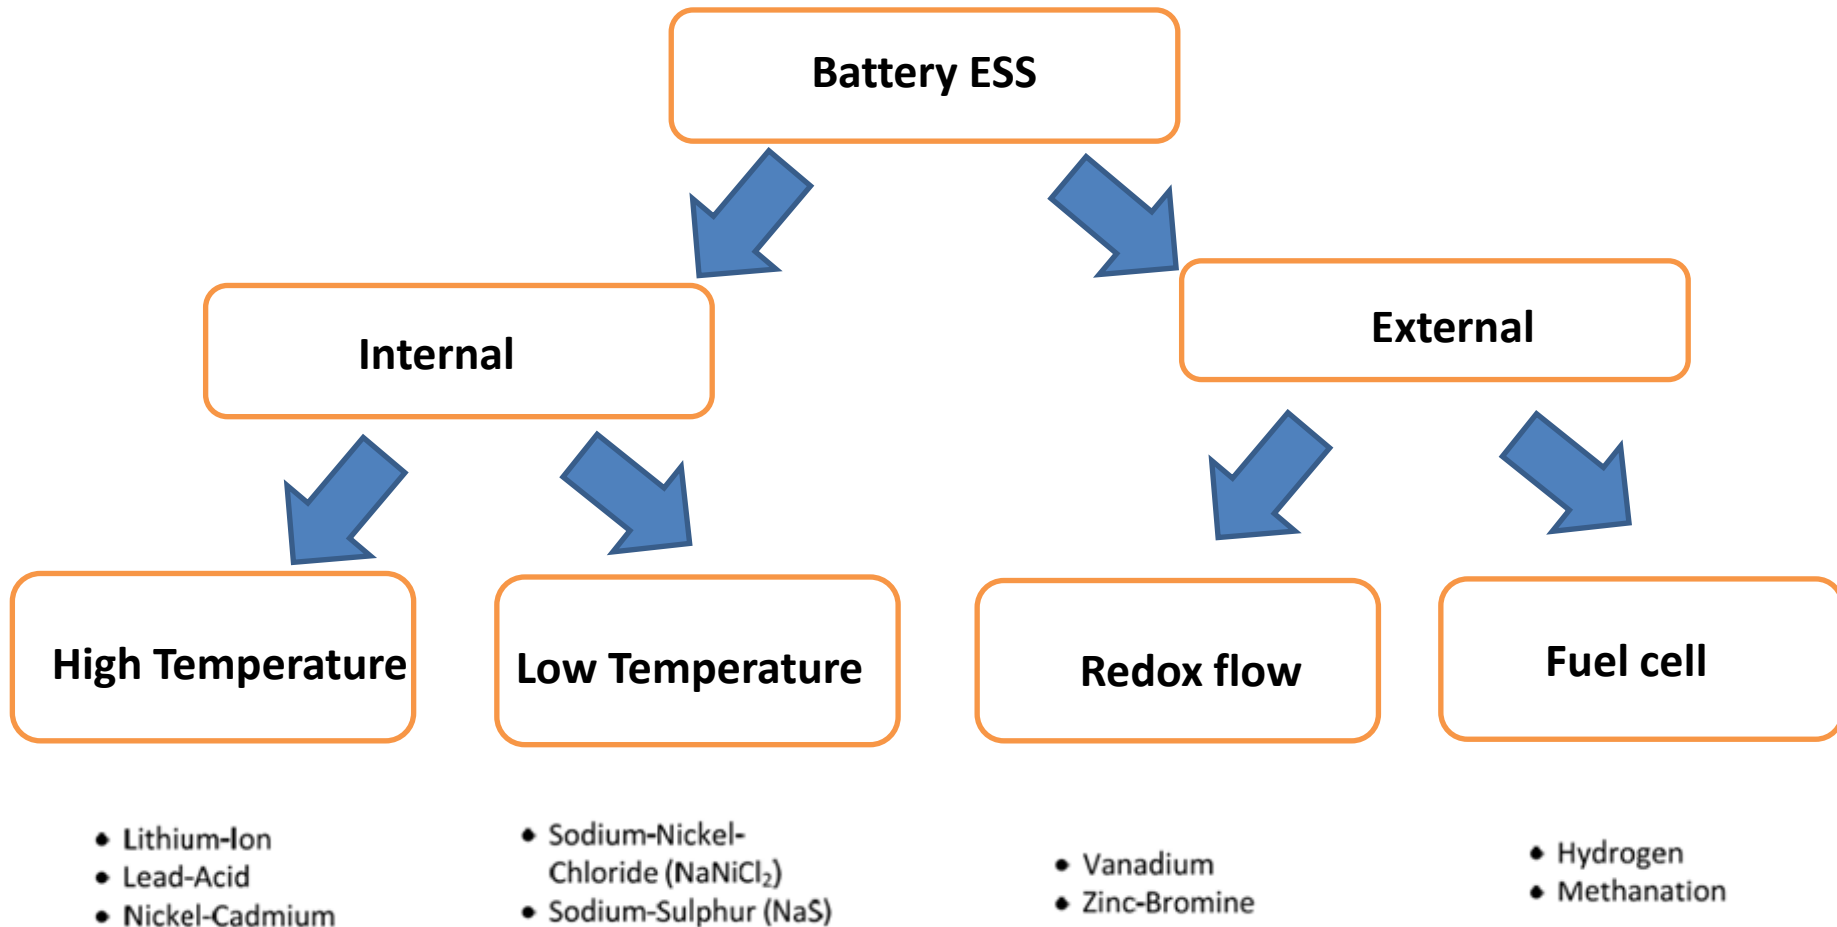 Battery ESS
Internal
External
High Temperature
Low Temperature
Redox flow
Fuel cell
• Lithium-Ion
• Lead-Acid
• Nickel-Cadmium
• Sodium-Nickel-
Chloride (NaNiCl₂)
• Sodium-Sulphur (NaS)
• Vanadium
• Zinc-Bromine
• Hydrogen
• Methanation